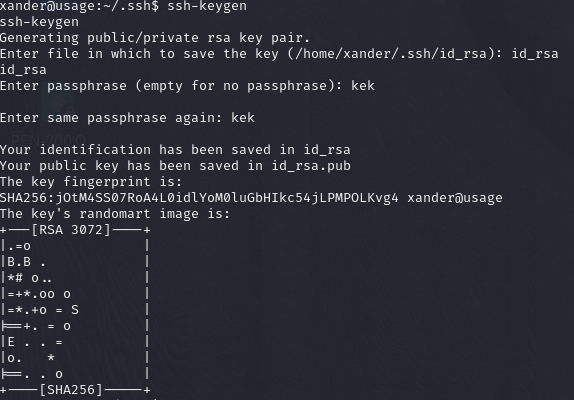 xander@usage:~/.ssh$ ssh-keygen
ssh-keygen
Generating public/private rsa key pair.
Enter file in which to save the key (/home/xander/.ssh/id_rsa): id_rsa
id_rsa
Enter passphrase (empty for no passphrase): kek
Enter same passphrase again: kek
Your identification has been saved in id_rsa
Your public key has been saved in id_rsa.pub
The key fingerprint is:
SHA256:jOtM4SS07RoA4L0idlYoM0luGbHIkc54jLPMPOLKvg4 xander@usage
The key's randomart image is:
+---[RSA 3072]----+
|.=o              |
|B.B .            |
|*# o..           |
|=+*.oo o         |
|=*.+o = S        |
|==+. = o         |
|E . . =          |
|o.   *           |
|==. . o          |
+----[SHA256]-----+